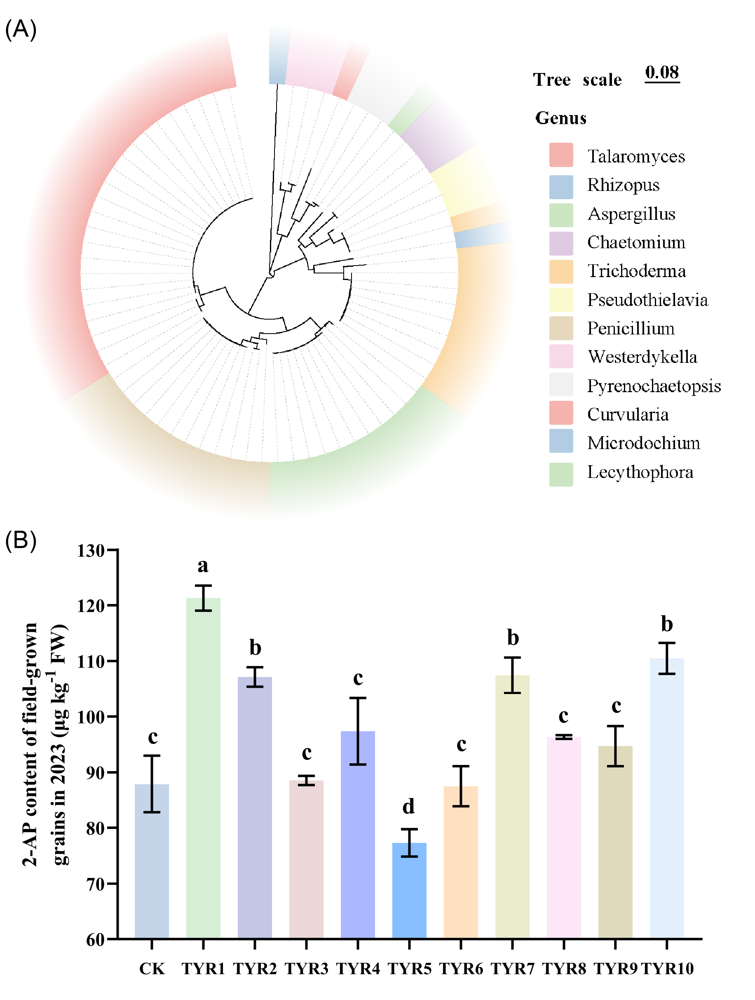 (A)
Tree scale 0.08
Genus
Talaromyces
Rhizopus
Aspergillus
Chaetomium
Trichoderma
Pseudothielavia
Penicillium
Westerdykella
Pyrenochaetopsis
Curvularia
Microdochium
Lecythophora
(B)
2-AP content of field-grown
grains in 2023 (µg kg⁻¹ FW)
130
120
110
100
90
80
70
60
c
a
b
c
c
d
c
b
c
c
b
CK TYR1 TYR2 TYR3 TYR4 TYR5 TYR6 TYR7 TYR8 TYR9 TYR10